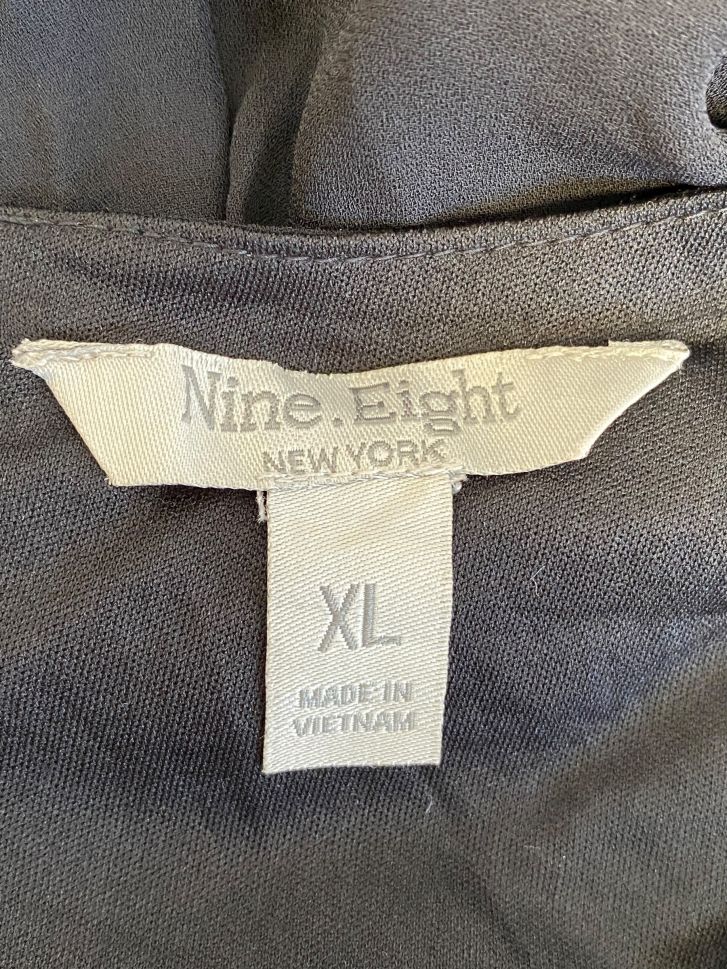 Nine.Eight
NEW YORK
XL
MADE IN
VIETNAM